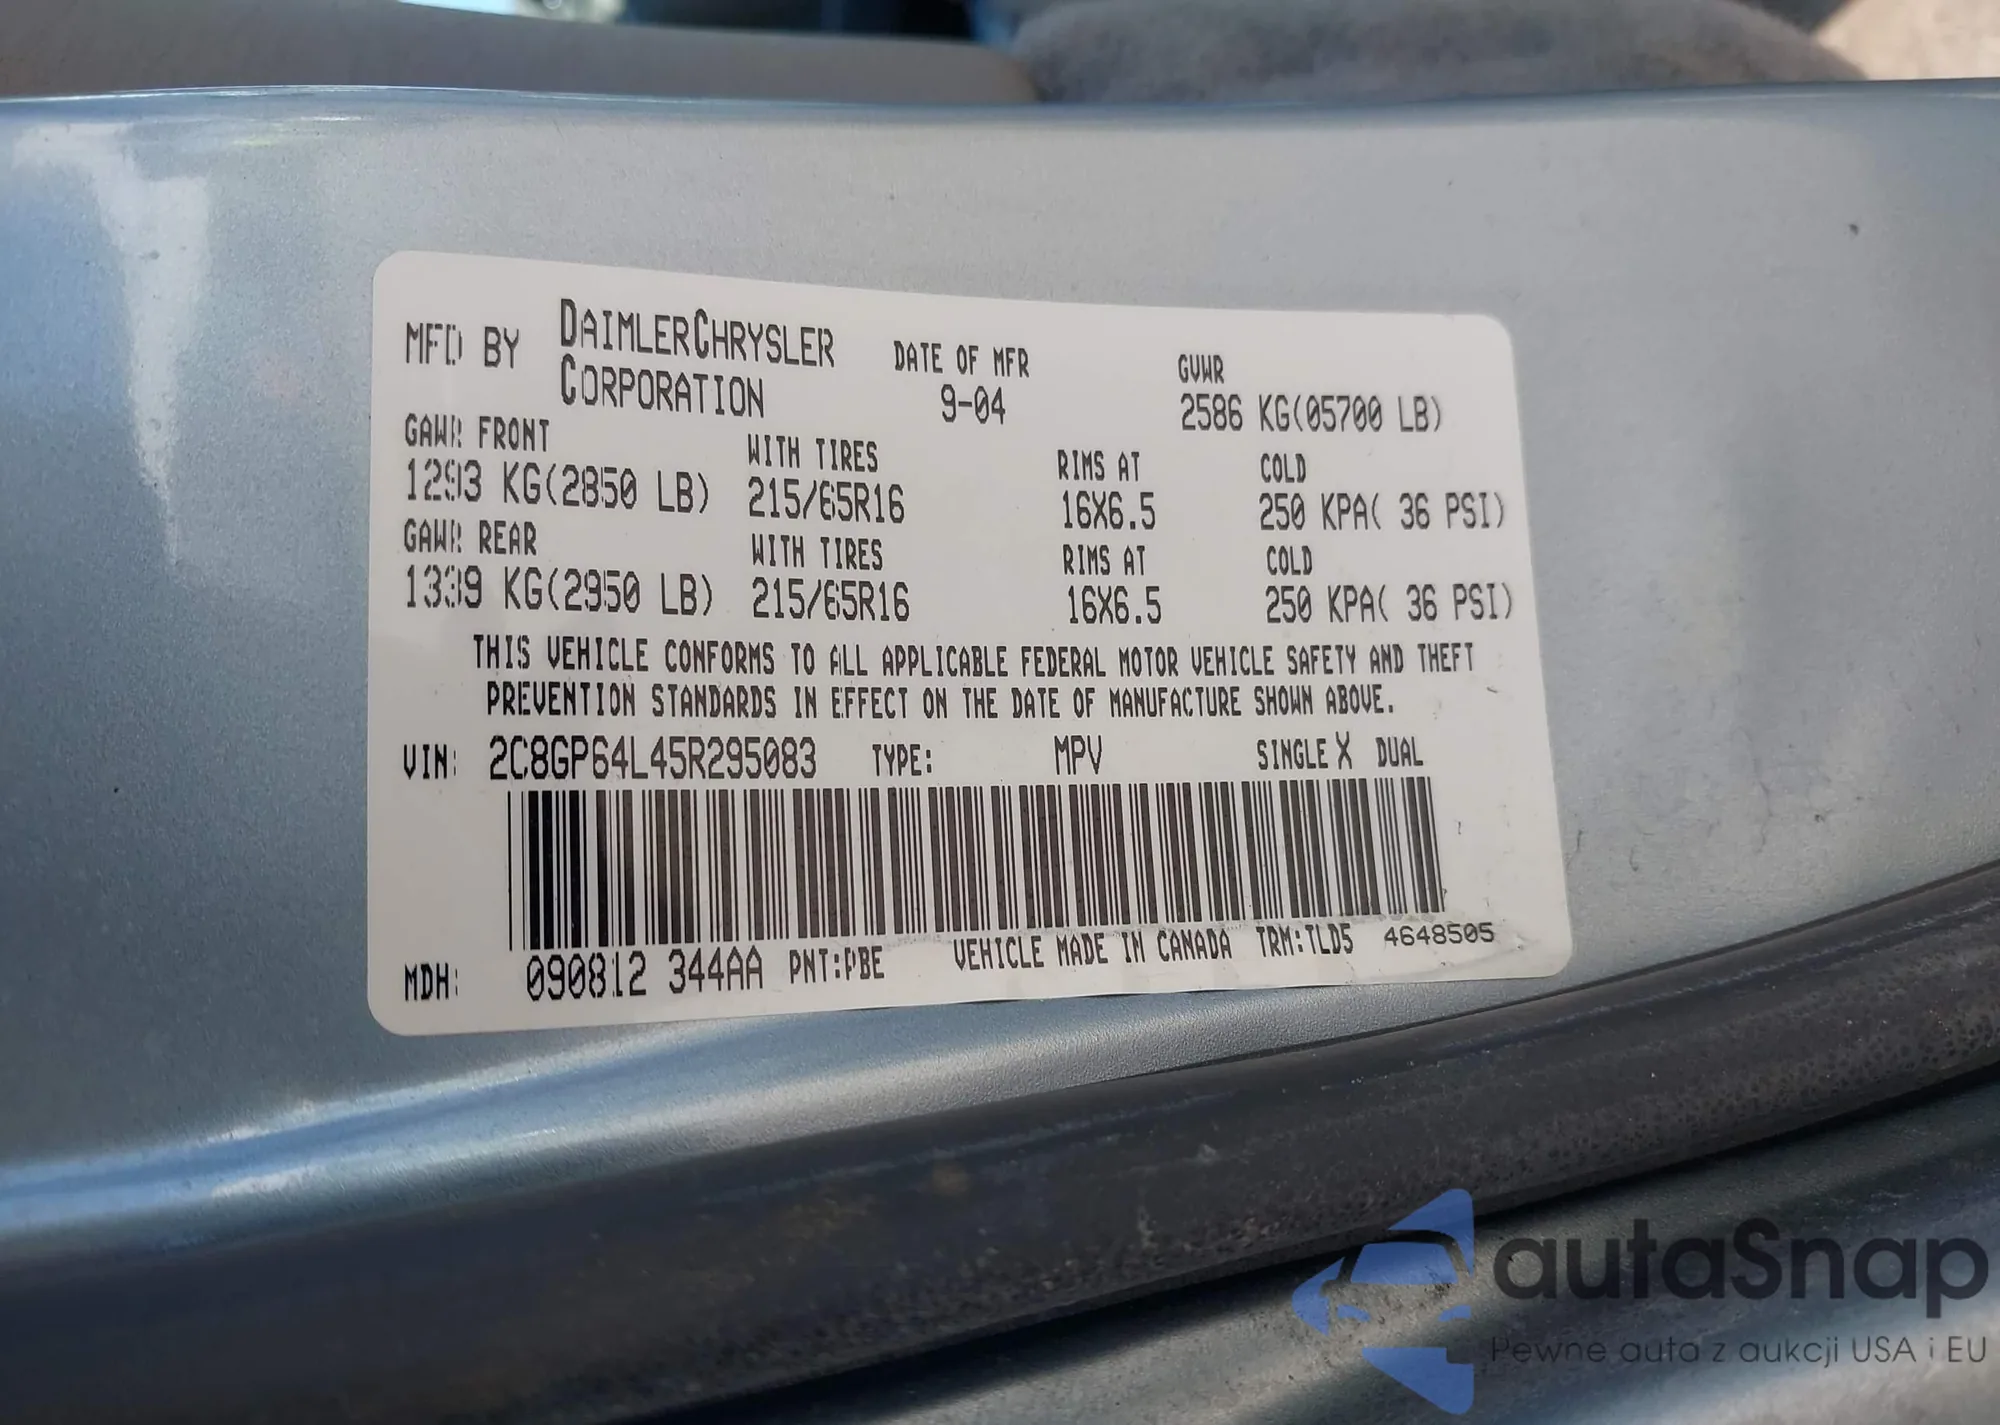 MFD BY DAIMLERCHRYSLER CORPORATION DATE OF MFR 9-04 GVWR 2586 KG(05700 LB)
GAWR FRONT WITH TIRES RIMS AT COLD
1293 KG(2850 LB) 215/65R16 16X6.5 250 KPA( 36 PSI)
GAWR REAR WITH TIRES RIMS AT COLD
1339 KG(2950 LB) 215/65R16 16X6.5 250 KPA( 36 PSI)
THIS VEHICLE CONFORMS TO ALL APPLICABLE FEDERAL MOTOR VEHICLE SAFETY AND THEFT
PREVENTION STANDARDS IN EFFECT ON THE DATE OF MANUFACTURE SHOWN ABOVE.
VIN: 2C8GP64L45R295083 TYPE: MPV SINGLE X DUAL
MDH: 090812 344AA PNT:PBE VEHICLE MADE IN CANADA TRM:TLD5 4648505
autaSnap
Pewne auta z aukcji USA i EU